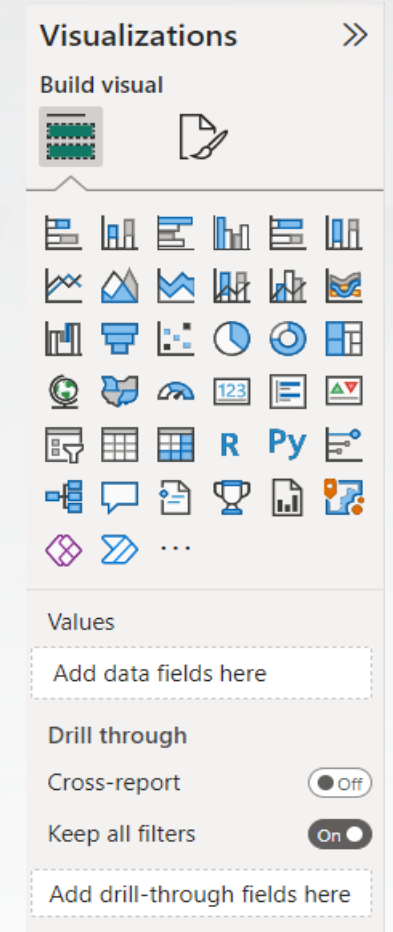 Visualizations
Build visual
123
R Py
...
Values
Add data fields here
Drill through
Cross-report Off
Keep all filters On
Add drill-through fields here